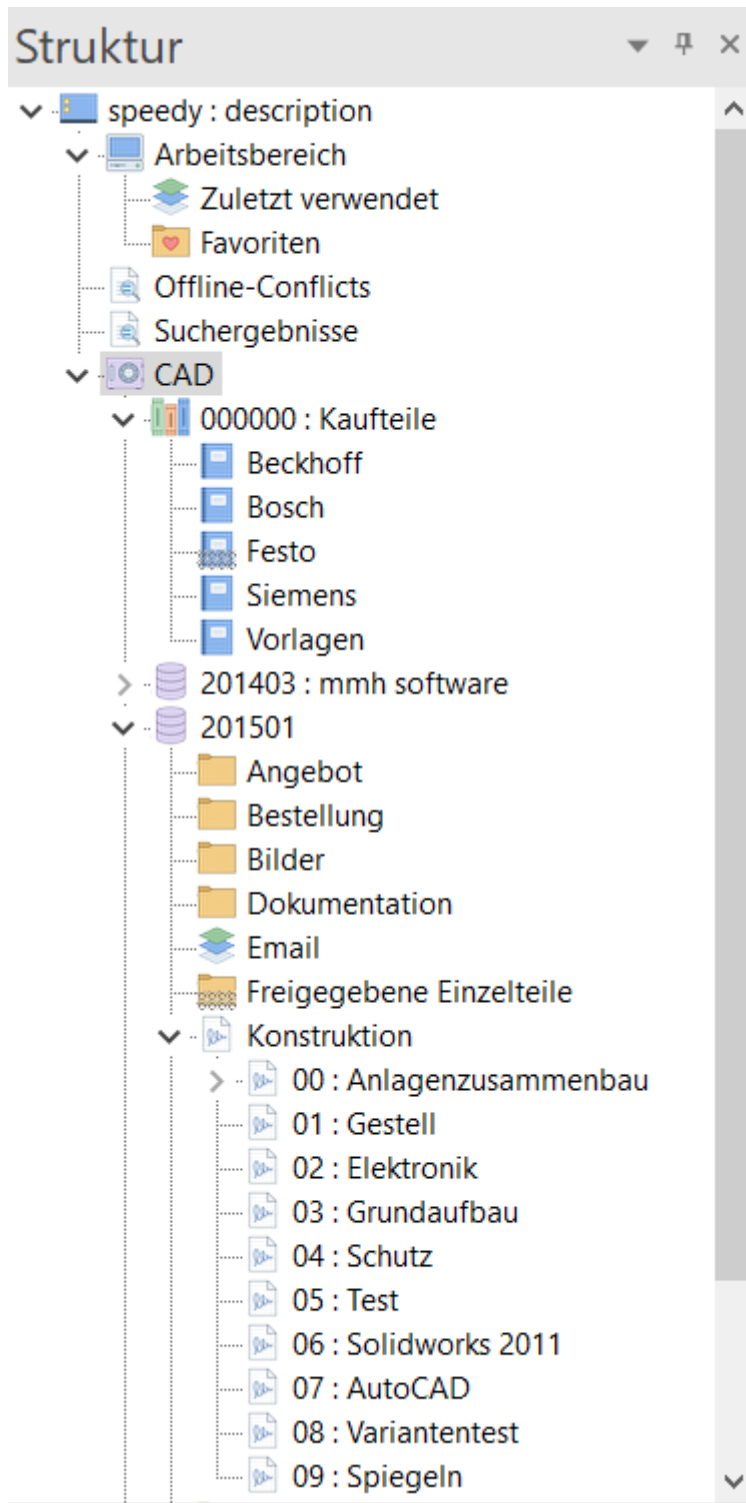 Struktur
speedy : description
Arbeitsbereich
Zuletzt verwendet
Favoriten
Offline-Conflicts
Suchergebnisse
CAD
000000 : Kaufteile
Beckhoff
Bosch
Festo
Siemens
Vorlagen
201403 : mmh software
201501
Angebot
Bestellung
Bilder
Dokumentation
Email
Freigegebene Einzelteile
Konstruktion
00 : Anlagenzusammenbau
01 : Gestell
02 : Elektronik
03 : Grundaufbau
04 : Schutz
05 : Test
06 : Solidworks 2011
07 : AutoCAD
08 : Variantentest
09 : Spiegeln